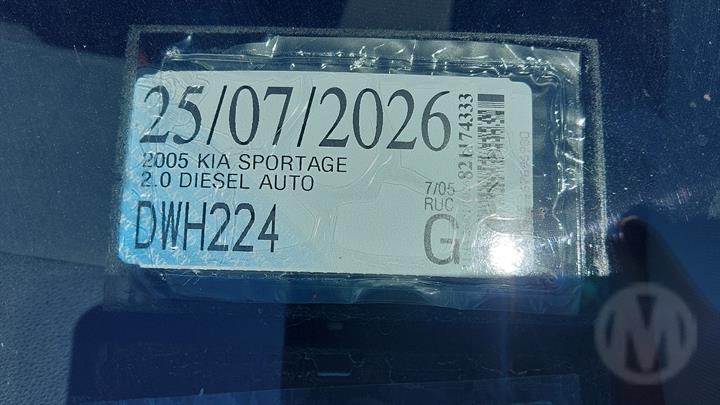 25/07/2026
2005 KIA SPORTAGE
2.0 DIESEL AUTO
DWH224
7/05
RUC
G
M